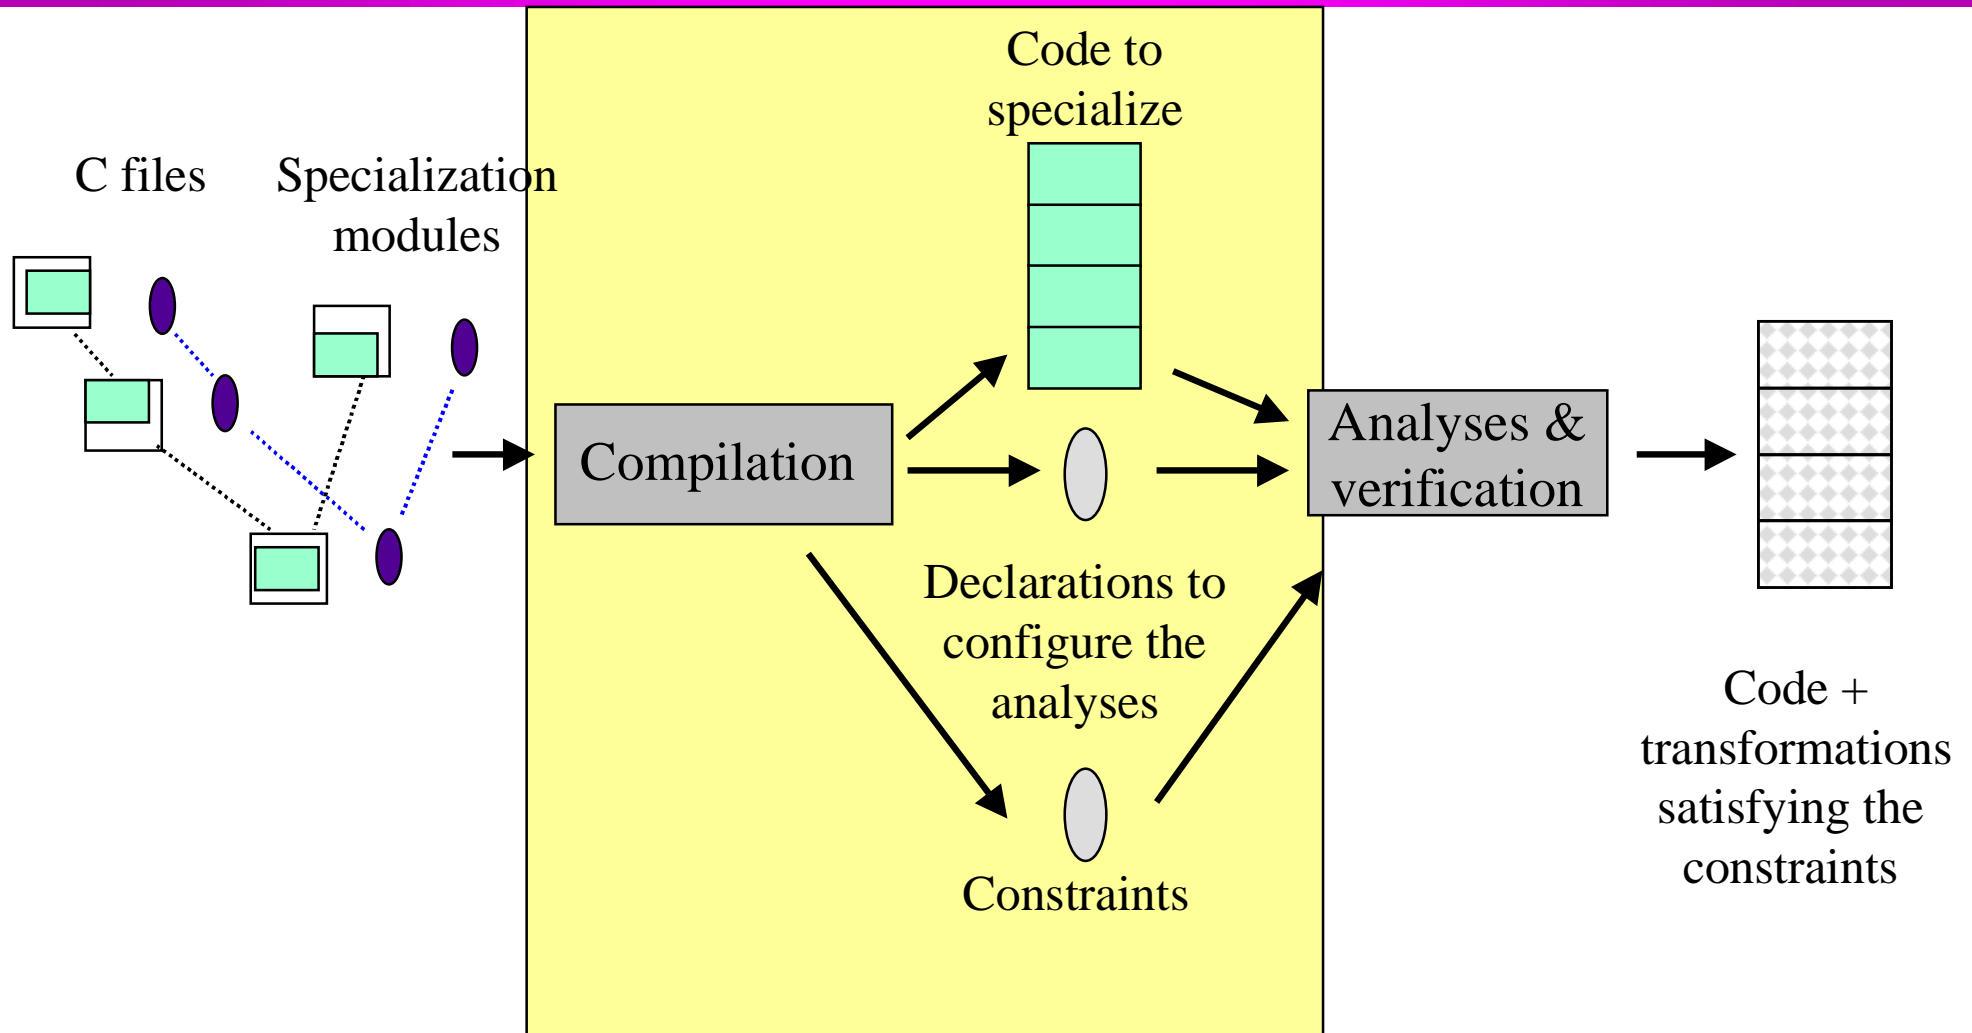 C files
Specialization
modules
Compilation
Code to
specialize
Declarations to
configure the
analyses
Constraints
Analyses &
verification
Code +
transformations
satisfying the
constraints